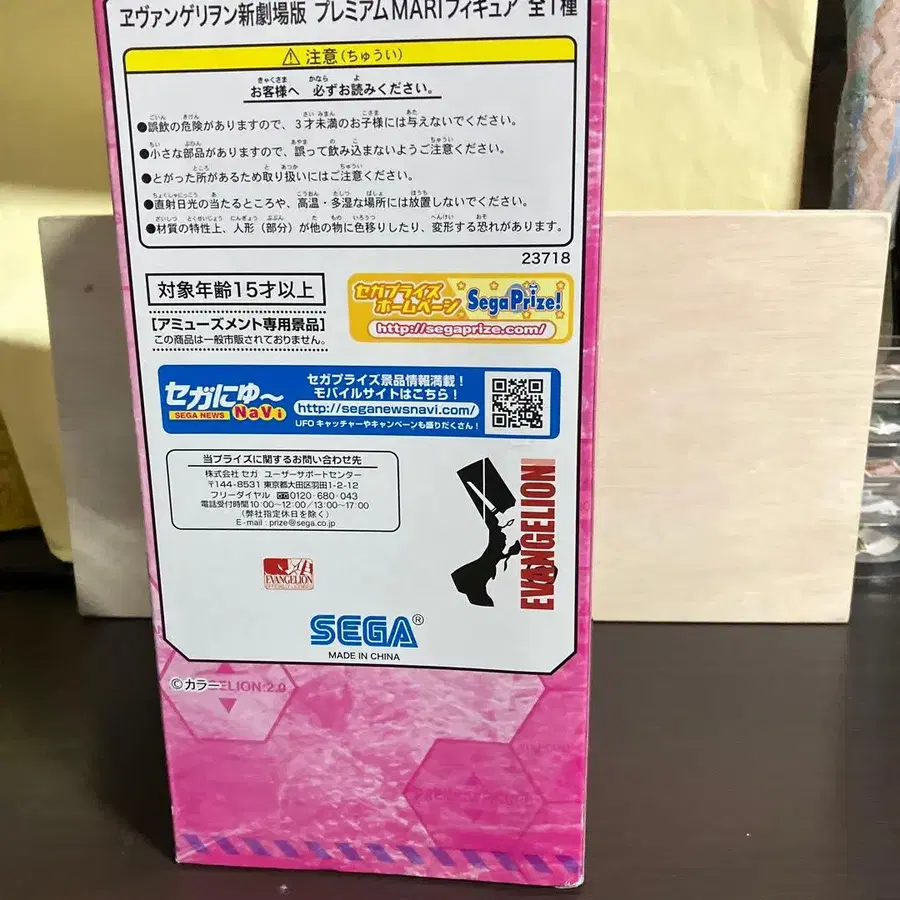 ヱヴァンゲリヲン新劇場版 プレミアムMARIフィギュア 全1種
⚠ 注意(ちゅうい)
お客様へ 必ずお読みください。
●誤飲の危険がありますので、3才未満のお子様には与えないでください。
●小さな部品がありますので、誤って飲み込まないようご注意ください。
●とがった所があるため取り扱いにはご注意ください。
●直射日光の当たるところや、高温・多湿な場所には放置しないでください。
●材質の特性上、人形(部分)が他の物に色移りしたり、変形する恐れがあります。
23718
対象年齢15才以上
【アミューズメント専用景品】
この商品は一般市販されておりません。
セガプライズ
ホームページ
SegaPrize!
http://segaprize.com/
セガにゅ〜
SEGA NEWS NaVi
セガプライズ景品情報満載!
モバイルサイトはこちら!
http://seganewsnavi.com/
UFOキャッチャーやキャンペーンも盛りだくさん!
当プライズに関するお問い合わせ先
株式会社 セガ ユーザーサポートセンター
〒144-8531 東京都大田区羽田1-2-12
フリーダイヤル 0120-680-043
電話受付時間10:00〜12:00/13:00〜17:00
(弊社指定休日を除く)
E-mail:prize@sega.co.jp
EVANGELION
EVANGELION
SEGA®
MADE IN CHINA
©カラー
ELION:2.0